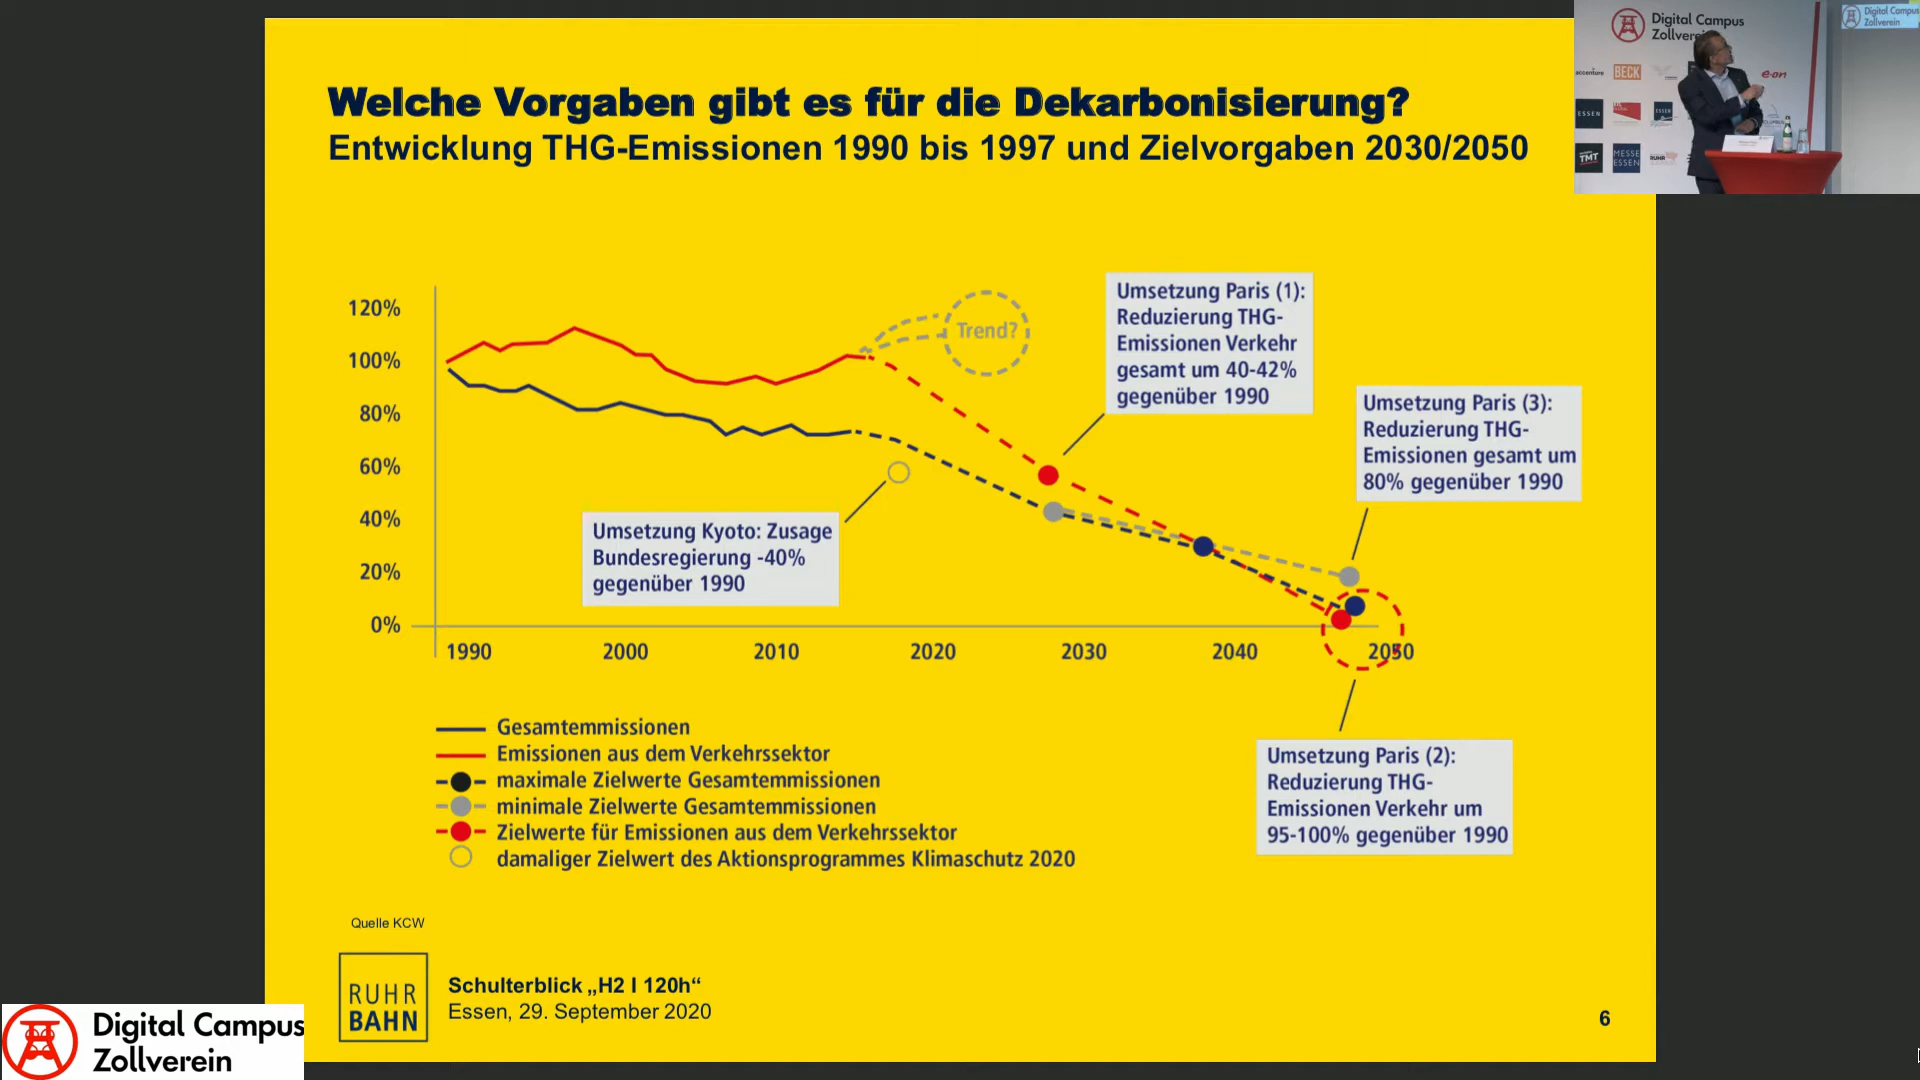 Digital Campus
Zollverein
Digital Campus
accenture
BECK
e·on
ESSEN
TMT
MESSE
ESSEN
RUHR
Welche Vorgaben gibt es für die Dekarbonisierung?
Entwicklung THG-Emissionen 1990 bis 1997 und Zielvorgaben 2030/2050
120%
100%
80%
60%
40%
20%
0%
1990
2000
2010
2020
2030
2040
2050
Trend?
Umsetzung Paris (1):
Reduzierung THG-
Emissionen Verkehr
gesamt um 40-42%
gegenüber 1990
Umsetzung Paris (3):
Reduzierung THG-
Emissionen gesamt um
80% gegenüber 1990
Umsetzung Kyoto: Zusage
Bundesregierung -40%
gegenüber 1990
Umsetzung Paris (2):
Reduzierung THG-
Emissionen Verkehr um
95-100% gegenüber 1990
Gesamtemmissionen
Emissionen aus dem Verkehrssektor
maximale Zielwerte Gesamtemmissionen
minimale Zielwerte Gesamtemmissionen
Zielwerte für Emissionen aus dem Verkehrssektor
damaliger Zielwert des Aktionsprogrammes Klimaschutz 2020
Quelle KCW
RUHR
BAHN
Schulterblick „H2 I 120h“
Essen, 29. September 2020
6
Digital Campus
Zollverein